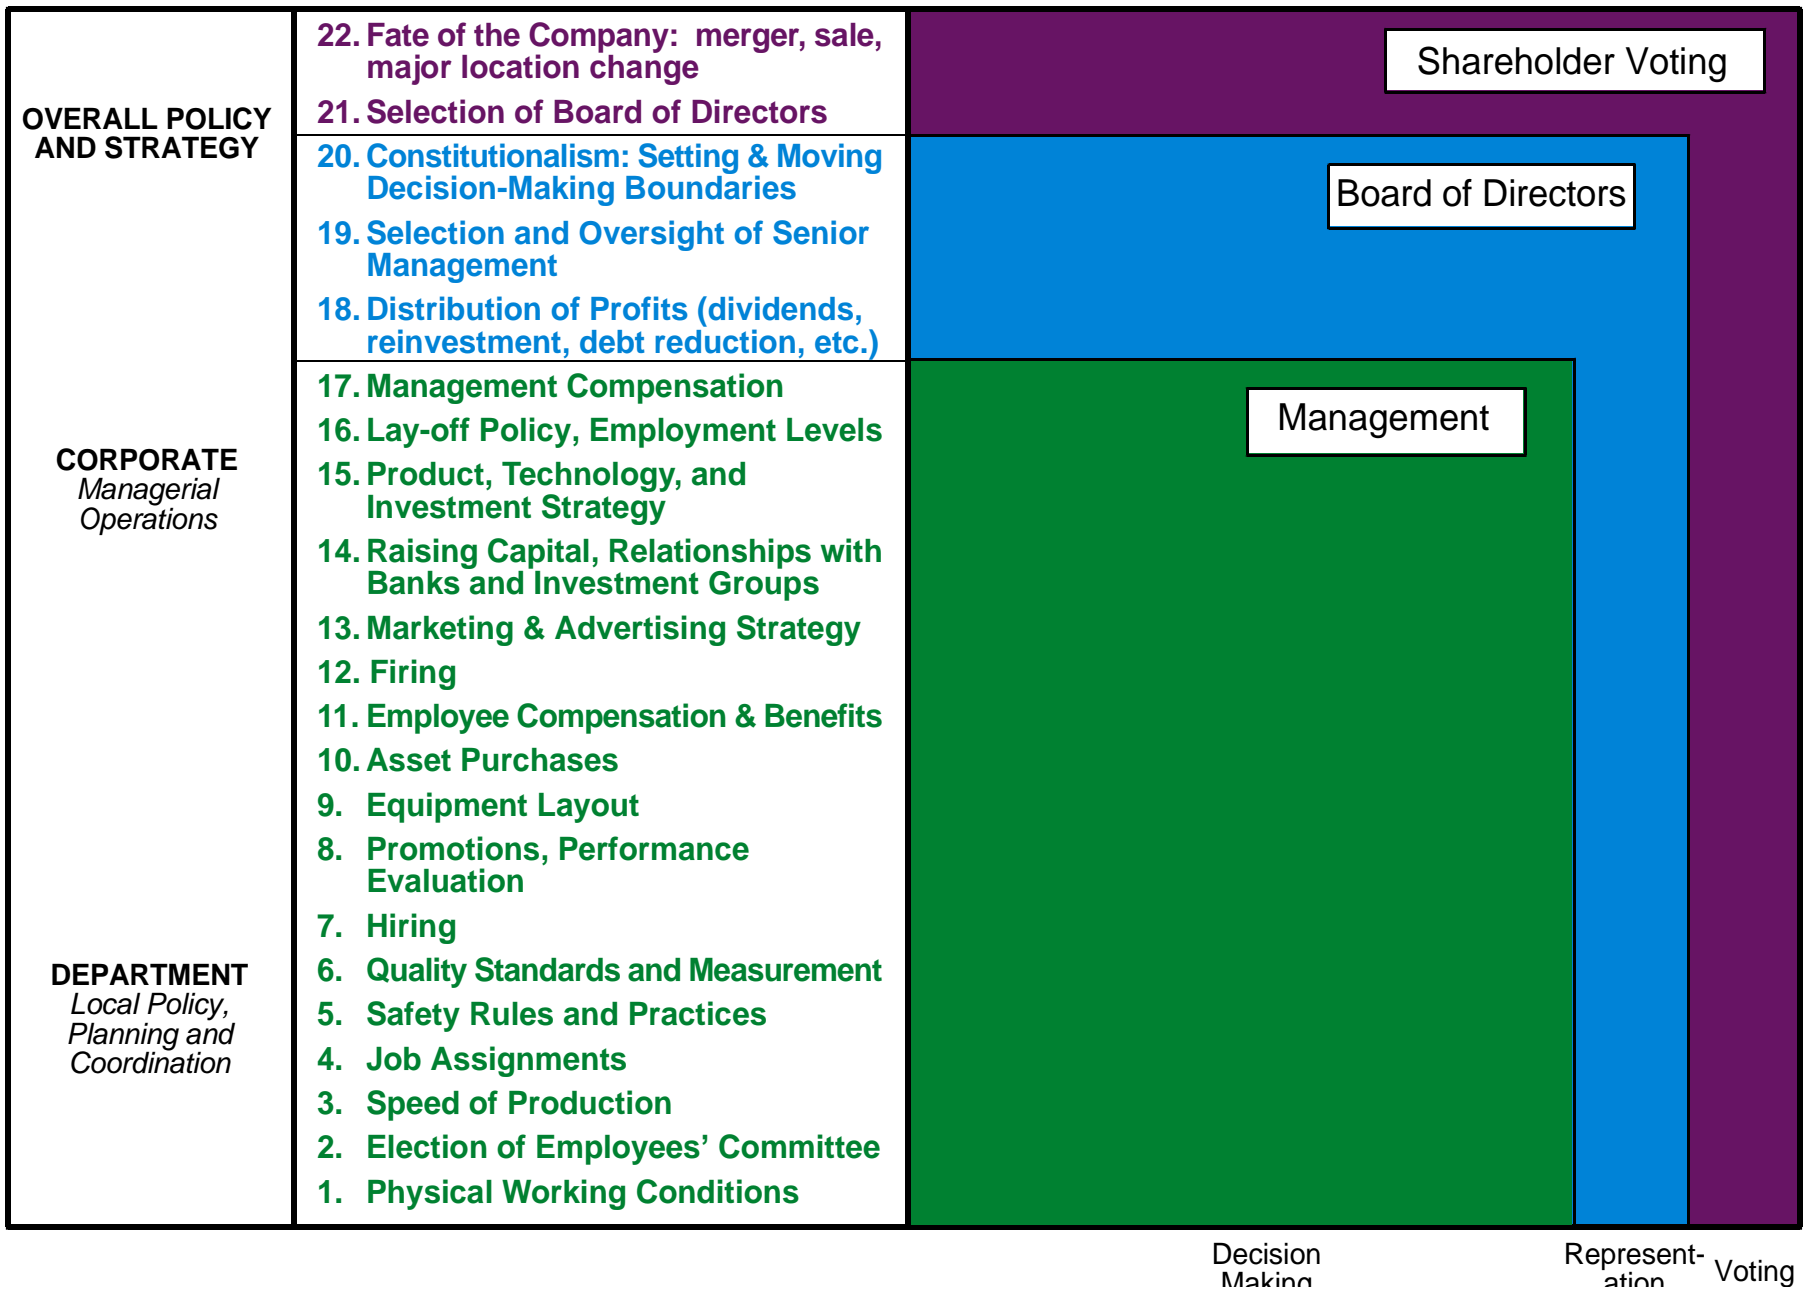 OVERALL POLICY
AND STRATEGY
CORPORATE
Managerial
Operations
DEPARTMENT
Local Policy,
Planning and
Coordination
22. Fate of the Company: merger, sale,
major location change
21. Selection of Board of Directors
20. Constitutionalism: Setting & Moving
Decision-Making Boundaries
19. Selection and Oversight of Senior
Management
18. Distribution of Profits (dividends,
reinvestment, debt reduction, etc.)
17. Management Compensation
16. Lay-off Policy, Employment Levels
15. Product, Technology, and
Investment Strategy
14. Raising Capital, Relationships with
Banks and Investment Groups
13. Marketing & Advertising Strategy
12. Firing
11. Employee Compensation & Benefits
10. Asset Purchases
9. Equipment Layout
8. Promotions, Performance
Evaluation
7. Hiring
6. Quality Standards and Measurement
5. Safety Rules and Practices
4. Job Assignments
3. Speed of Production
2. Election of Employees’ Committee
1. Physical Working Conditions
Shareholder Voting
Board of Directors
Management
Decision
Making
Represent-
ation
Voting